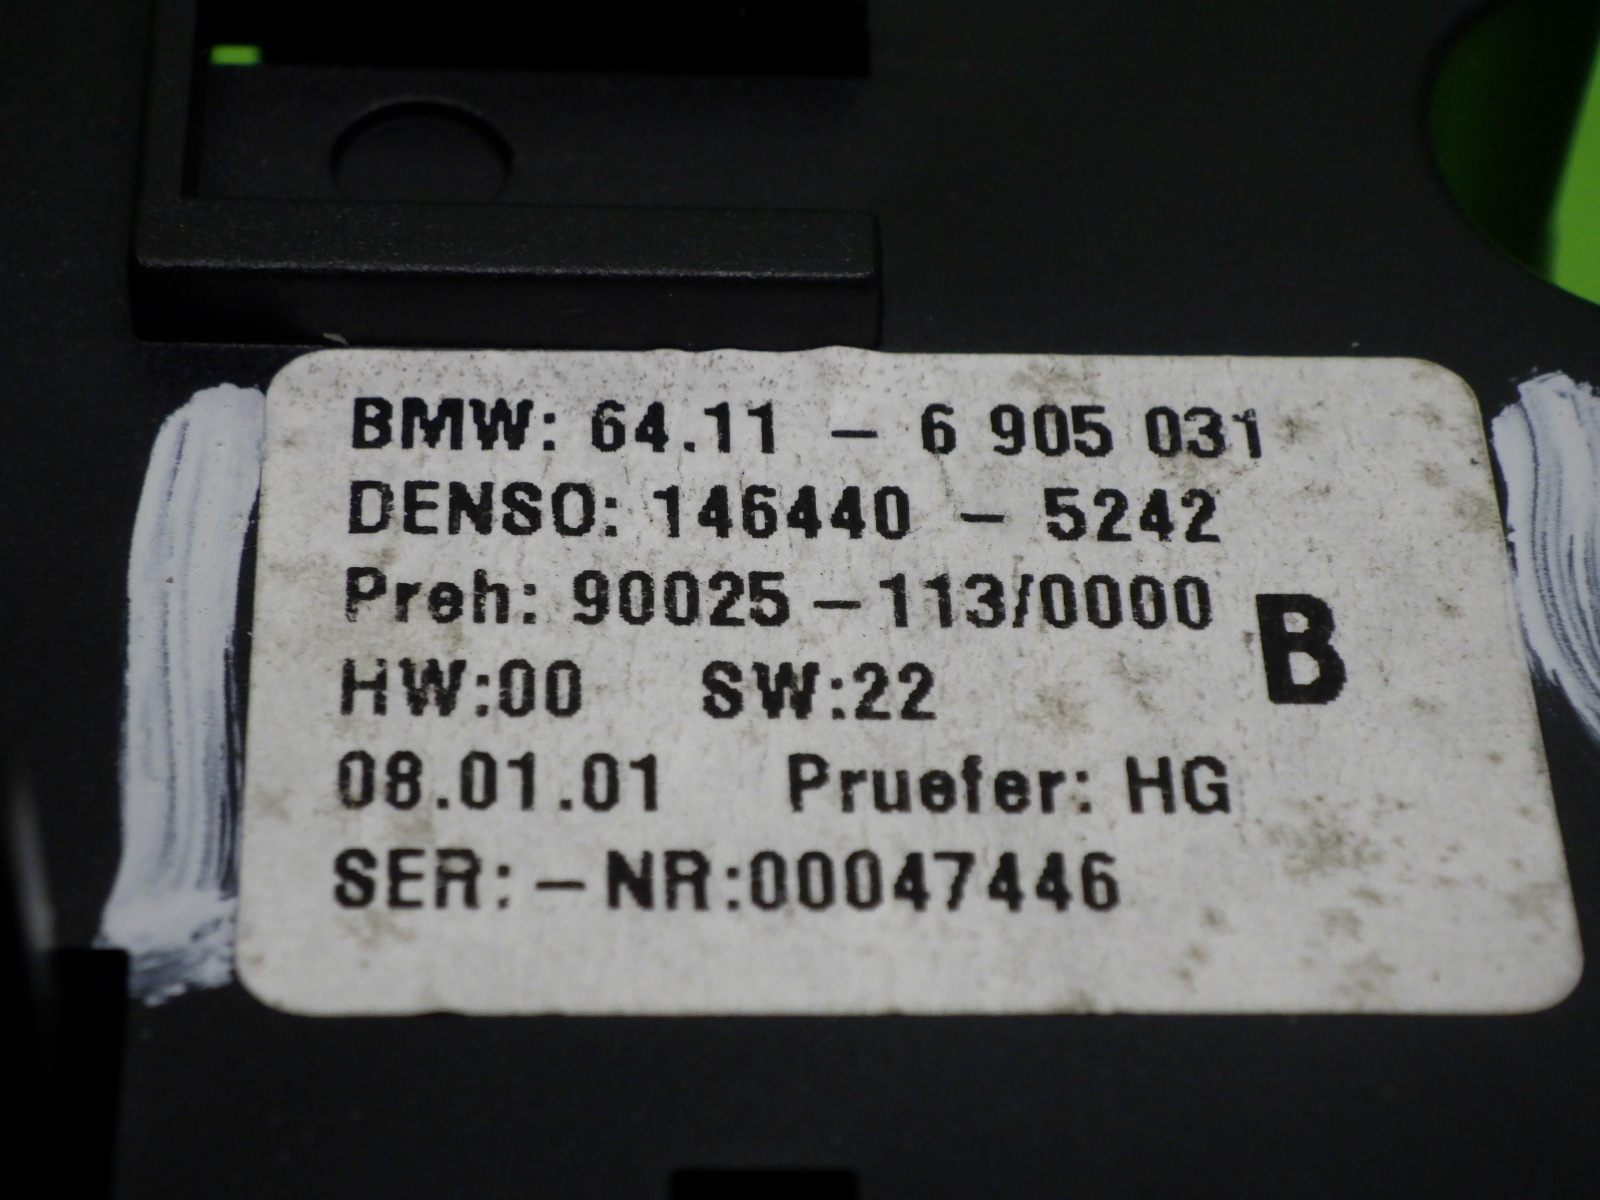 BMW: 64.11 - 6 905 031
DENSO: 146440 - 5242
Preh: 90025 - 113/0000
B
HW:00 SW:22
08.01.01 Pruefer: HG
SER: - NR:00047446